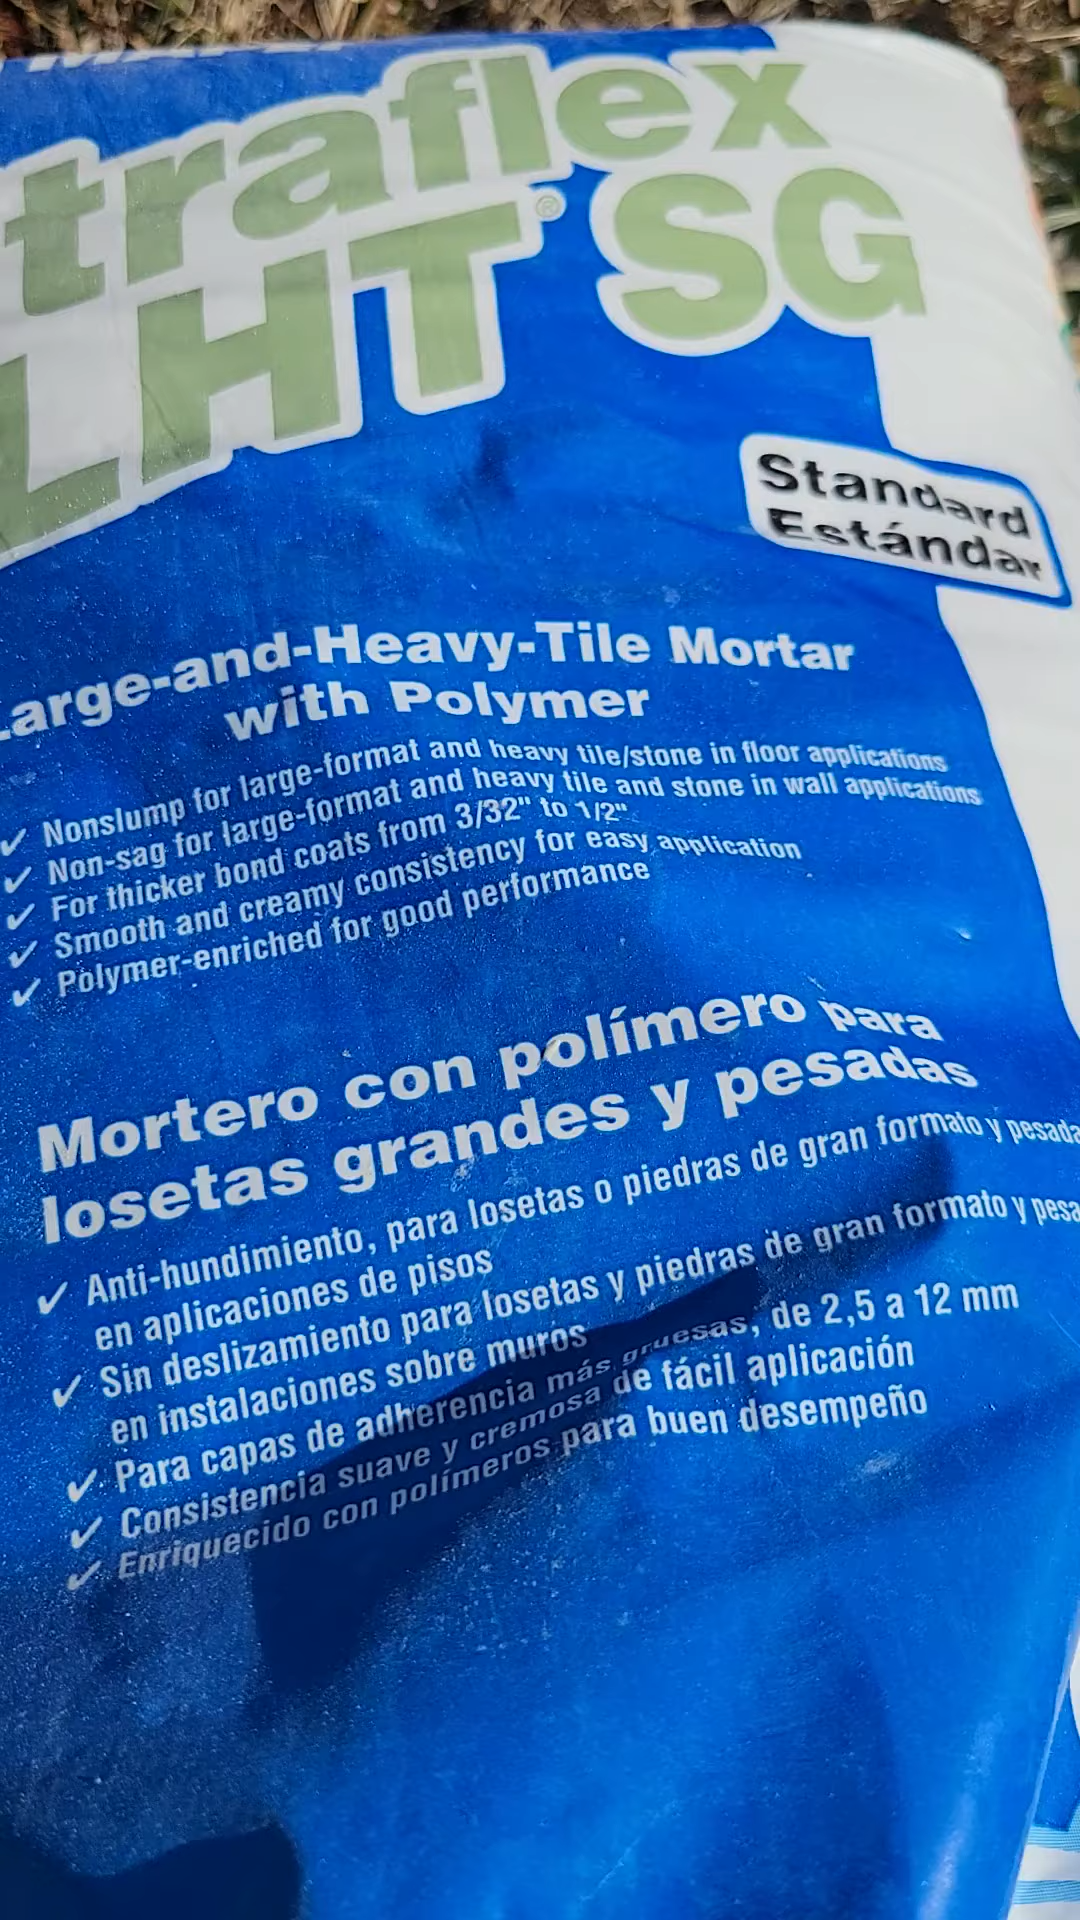 traflex
LHT® SG
Standard
Estándar
Large-and-Heavy-Tile Mortar
with Polymer
✓ Nonslump for large-format and heavy tile/stone in floor applications
✓ Non-sag for large-format and heavy tile and stone in wall applications
✓ For thicker bond coats from 3/32" to 1/2"
✓ Smooth and creamy consistency for easy application
✓ Polymer-enriched for good performance
Mortero con polímero para
losetas grandes y pesadas
✓ Anti-hundimiento, para losetas o piedras de gran formato y pesada
en aplicaciones de pisos
✓ Sin deslizamiento para losetas y piedras de gran formato y pesa
en instalaciones sobre muros
✓ Para capas de adherencia más gruesas, de 2,5 a 12 mm
✓ Consistencia suave y cremosa de fácil aplicación
✓ Enriquecido con polímeros para buen desempeño